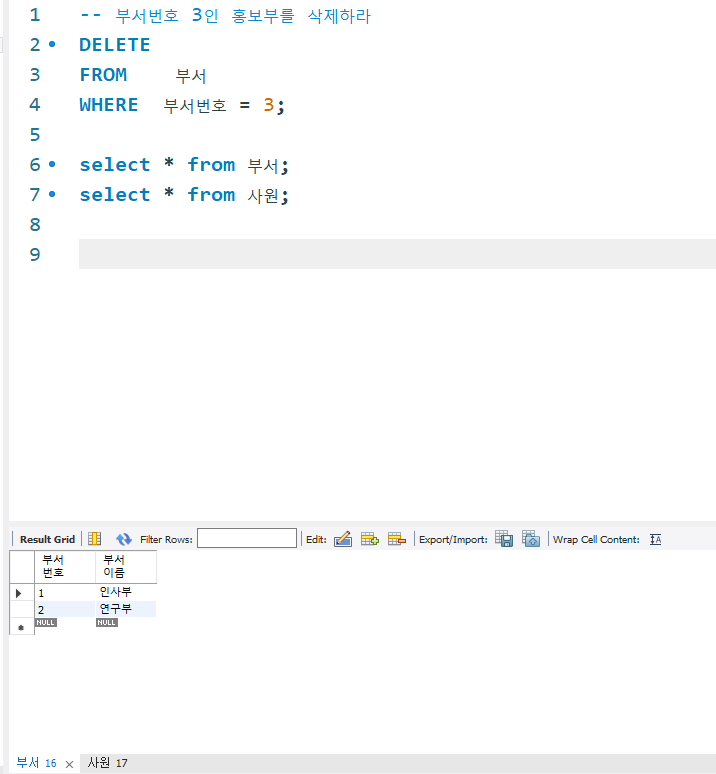 1 -- 부서번호 3인 홍보부를 삭제하라
2 DELETE
3 FROM 부서
4 WHERE 부서번호 = 3;
5
6 select * from 부서;
7 select * from 사원;
8
9
Result Grid Filter Rows: Edit: Export/Import: Wrap Cell Content: IA
부서 부서
번호 이름
1 인사부
2 연구부
NULL NULL
부서 16 × 사원 17